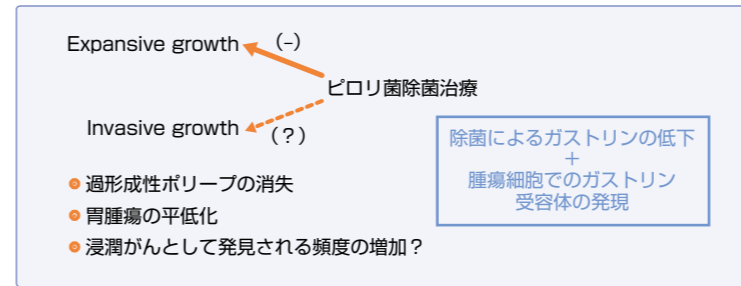 Expansive growth (−)
ピロリ菌除菌治療
Invasive growth (？)
過形成性ポリープの消失
胃腫瘍の平低化
浸潤がんとして発見される頻度の増加？
除菌によるガストリンの低下
＋
腫瘍細胞でのガストリン
受容体の発現